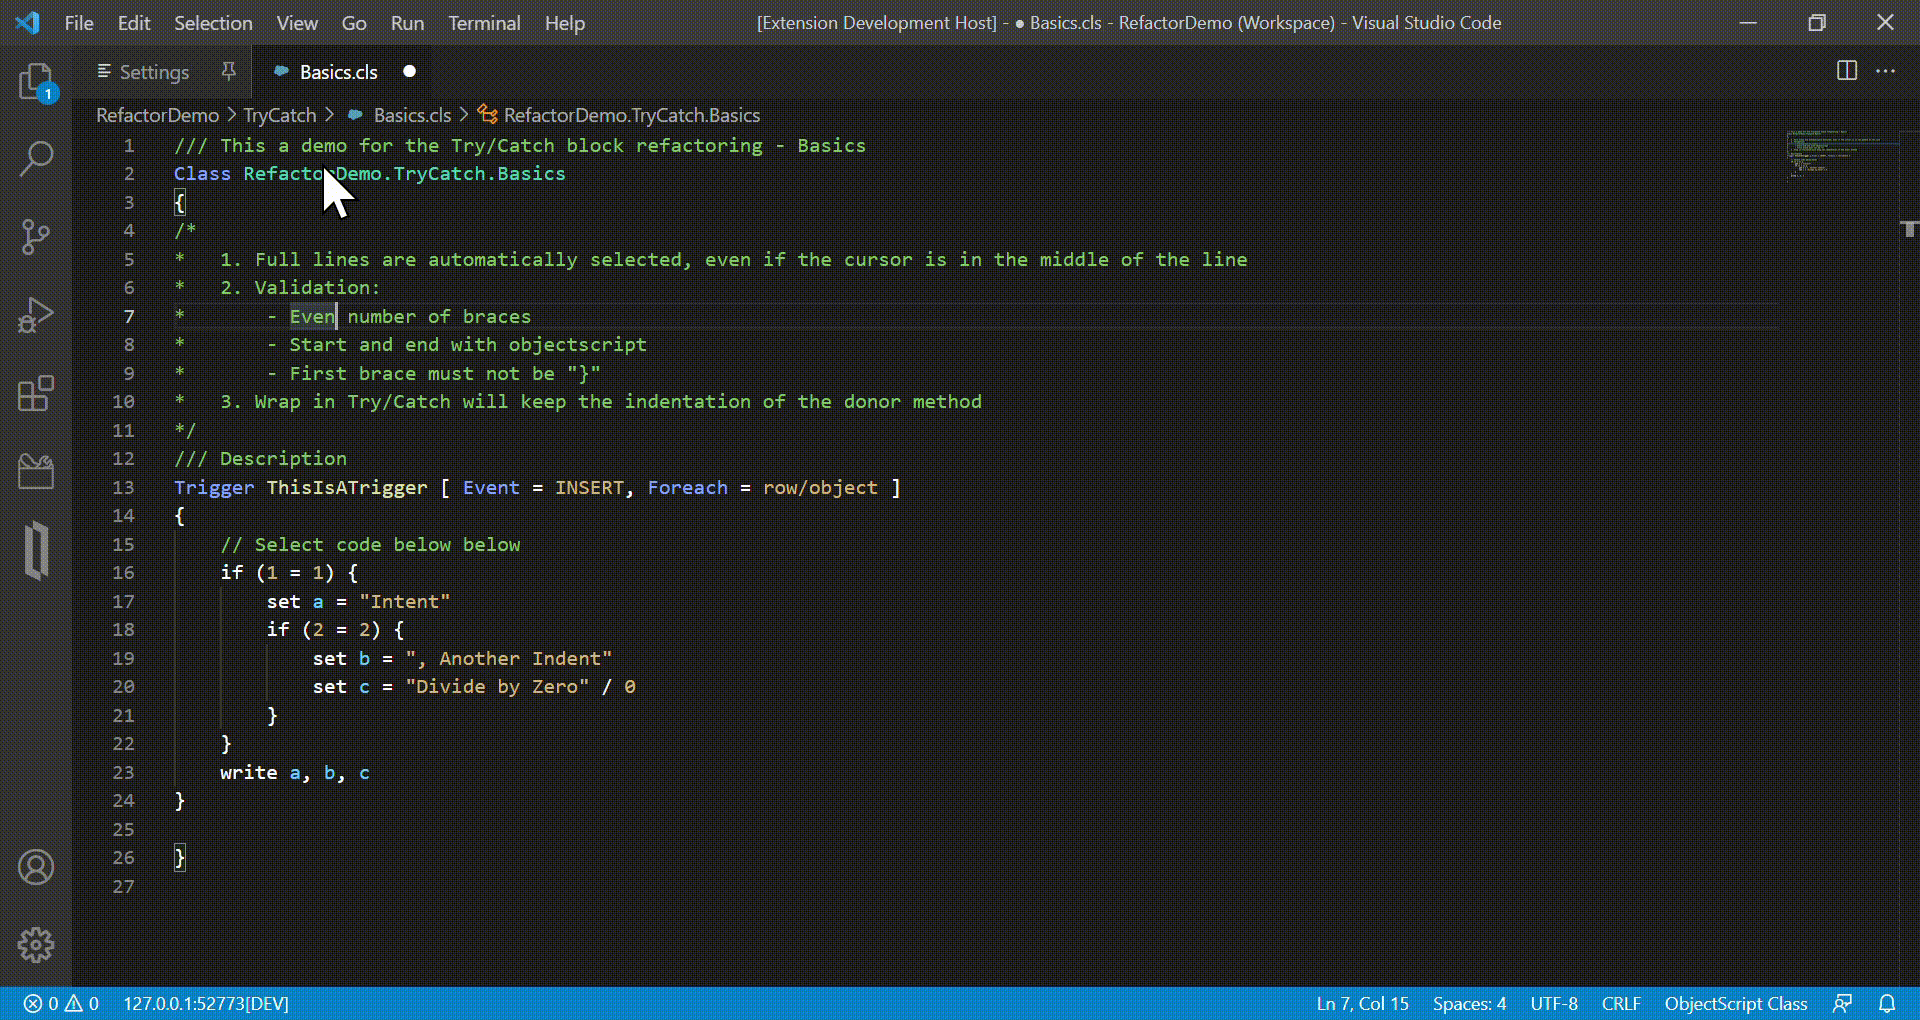 File Edit Selection View Go Run Terminal Help [Extension Development Host] - ● Basics.cls - RefactorDemo (Workspace) - Visual Studio Code
Settings Basics.cls
1
RefactorDemo > TryCatch > Basics.cls > RefactorDemo.TryCatch.Basics
1 /// This a demo for the Try/Catch block refactoring - Basics
2 Class RefactorDemo.TryCatch.Basics
3 {
4 /*
5 *   1. Full lines are automatically selected, even if the cursor is in the middle of the line
6 *   2. Validation:
7 *       - Even number of braces
8 *       - Start and end with objectscript
9 *       - First brace must not be "}"
10 *   3. Wrap in Try/Catch will keep the indentation of the donor method
11 */
12 /// Description
13 Trigger ThisIsATrigger [ Event = INSERT, Foreach = row/object ]
14 {
15     // Select code below below
16     if (1 = 1) {
17         set a = "Intent"
18         if (2 = 2) {
19             set b = ", Another Indent"
20             set c = "Divide by Zero" / 0
21         }
22     }
23     write a, b, c
24 }
25
26 }
27
0 0 127.0.0.1:52773[DEV] Ln 7, Col 15 Spaces: 4 UTF-8 CRLF ObjectScript Class